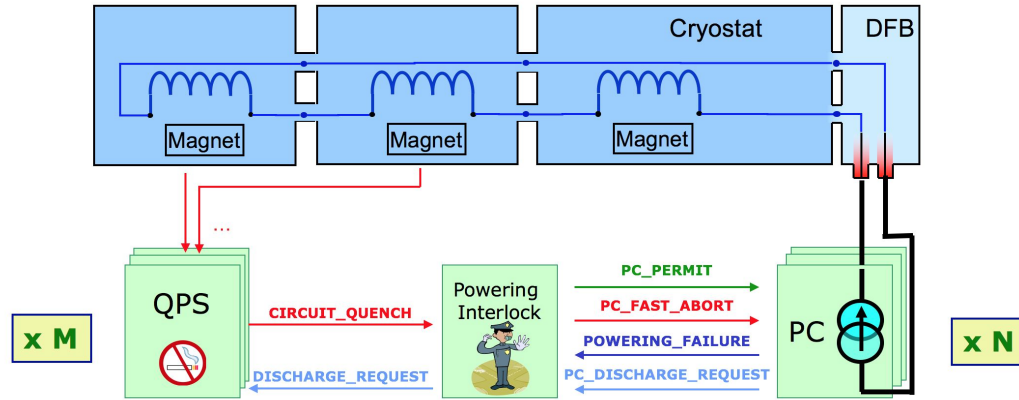 Cryostat
DFB
Magnet
Magnet
Magnet
...
QPS
CIRCUIT_QUENCH
DISCHARGE_REQUEST
Powering
Interlock
PC_PERMIT
PC_FAST_ABORT
POWERING_FAILURE
PC_DISCHARGE_REQUEST
PC
x M
x N